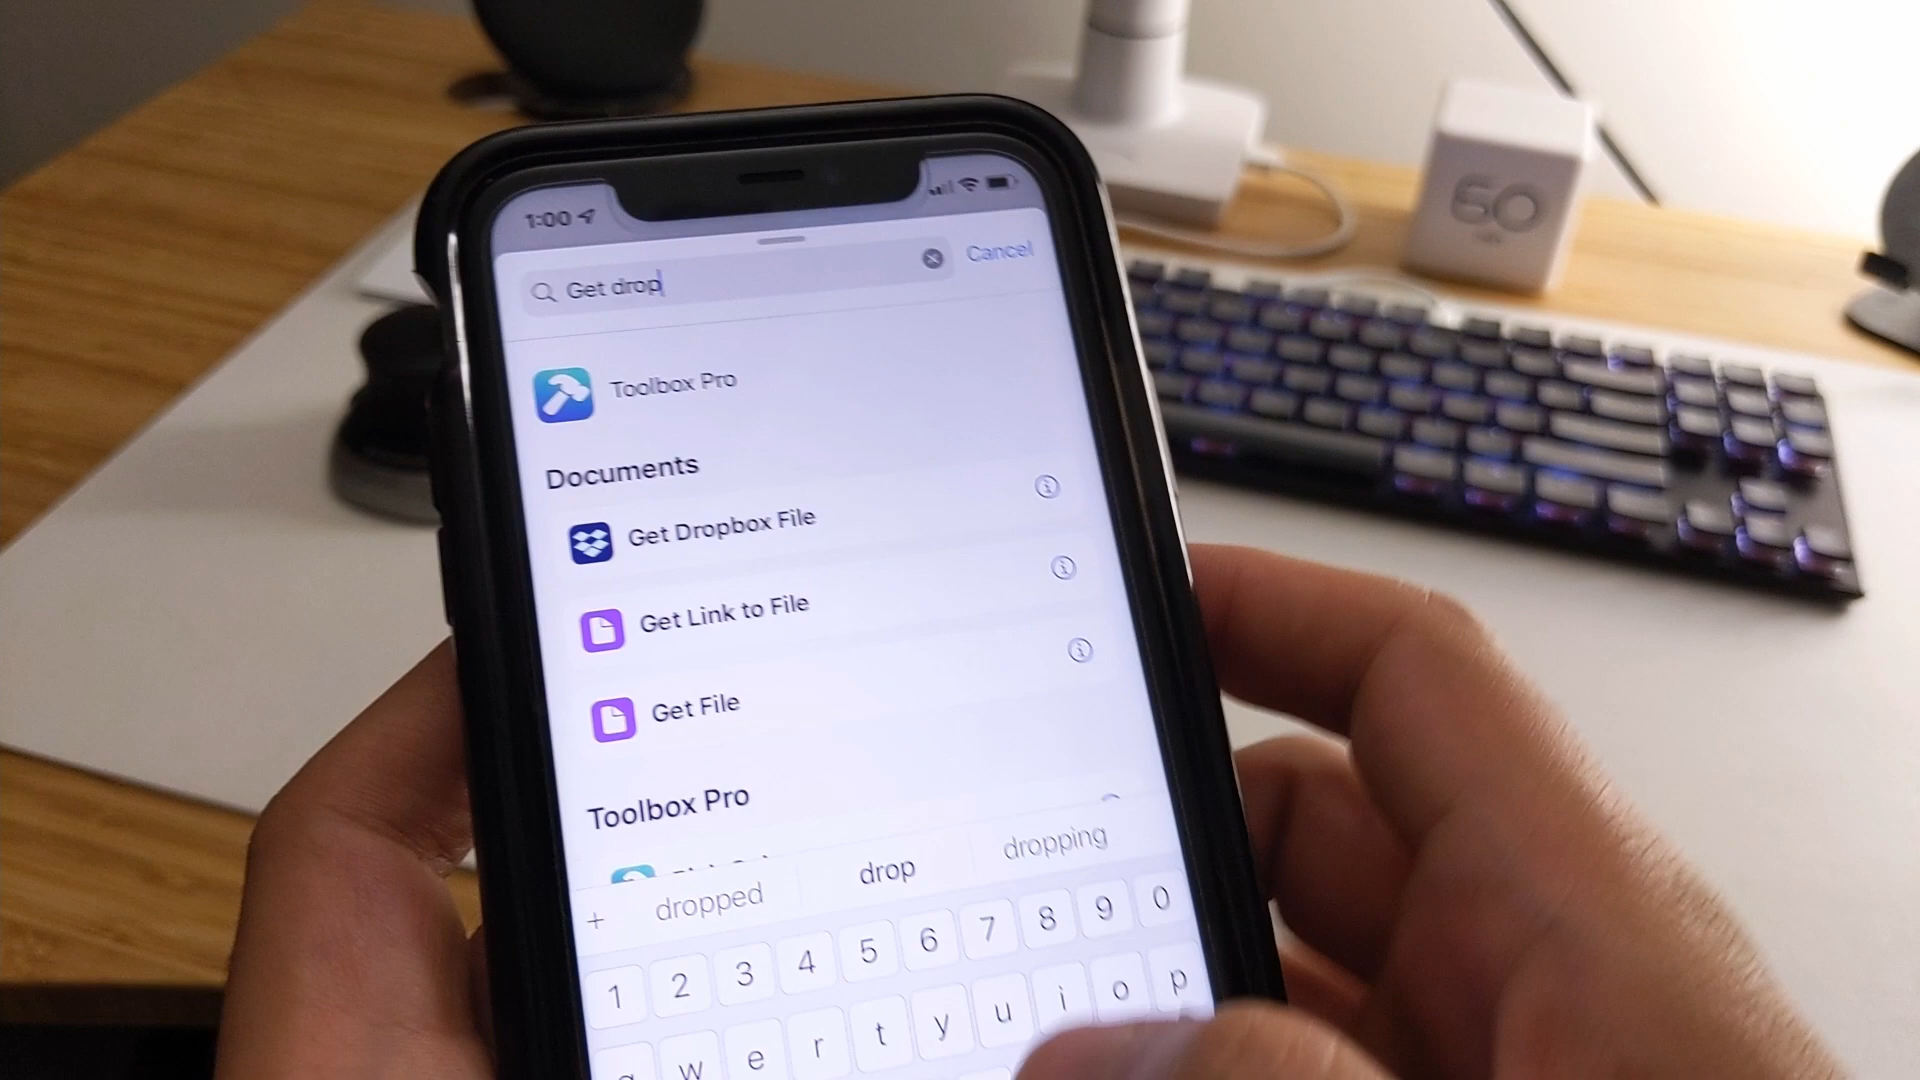 1:00
Get drop
Cancel
Toolbox Pro
Documents
Get Dropbox File
Get Link to File
Get File
Toolbox Pro
+ dropped drop dropping
1 2 3 4 5 6 7 8 9 0
w e r t y u i o p
60